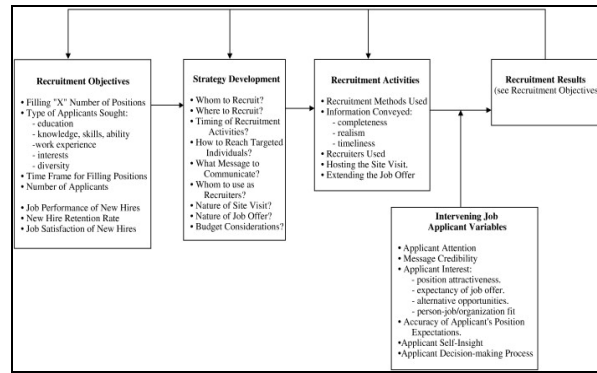 Recruitment Objectives
• Filling "X" Number of Positions
• Type of Applicants Sought:
- education
- knowledge, skills, ability
-work experience
- interests
- diversity
• Time Frame for Filling Positions
• Number of Applicants
• Job Performance of New Hires
• New Hire Retention Rate
• Job Satisfaction of New Hires
Strategy Development
• Whom to Recruit?
• Where to Recruit?
• Timing of Recruitment
Activities?
• How to Reach Targeted
Individuals?
• What Message to
Communicate?
• Whom to use as
Recruiters?
• Nature of Site Visit?
• Nature of Job Offer?
• Budget Considerations?
Recruitment Activities
• Recruitment Methods Used
• Information Conveyed:
- completeness
- realism
- timeliness
• Recruiters Used
• Hosting the Site Visit.
• Extending the Job Offer
Recruitment Results
(see Recruitment Objectives)
Intervening Job
Applicant Variables
• Applicant Attention
• Message Credibility
• Applicant Interest:
- position attractiveness.
- expectancy of job offer.
- alternative opportunities.
- person-job/organization fit
• Accuracy of Applicant's Position
Expectations.
•Applicant Self-Insight
•Applicant Decision-making Process